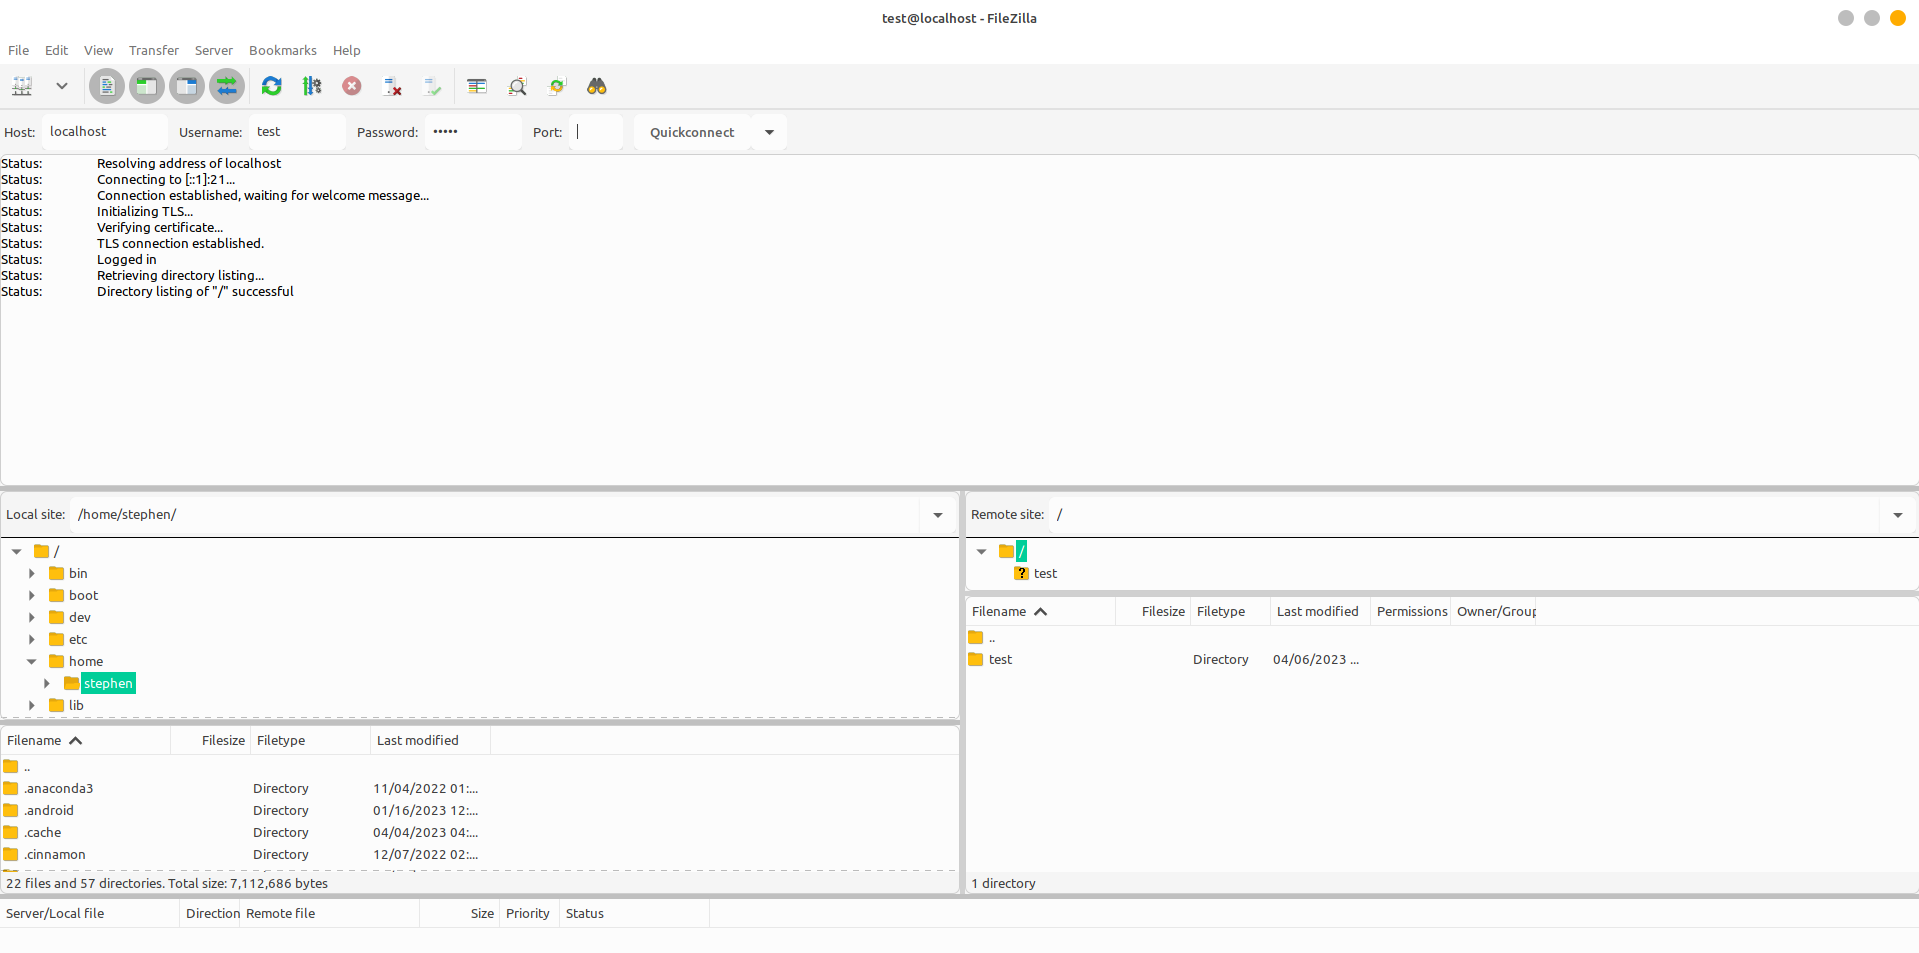 test@localhost - FileZilla
File Edit View Transfer Server Bookmarks Help
Host: localhost Username: test Password: ••••• Port: Quickconnect
Status: Resolving address of localhost
Status: Connecting to [::1]:21...
Status: Connection established, waiting for welcome message...
Status: Initializing TLS...
Status: Verifying certificate...
Status: TLS connection established.
Status: Logged in
Status: Retrieving directory listing...
Status: Directory listing of "/" successful
Local site: /home/stephen/
/
bin
boot
dev
etc
home
stephen
lib
Filename Filesize Filetype Last modified
..
.anaconda3 Directory 11/04/2022 01:...
.android Directory 01/16/2023 12:...
.cache Directory 04/04/2023 04:...
.cinnamon Directory 12/07/2022 02:...
22 files and 57 directories. Total size: 7,112,686 bytes
Remote site: /
/
? test
Filename Filesize Filetype Last modified Permissions Owner/Group
..
test Directory 04/06/2023 ...
1 directory
Server/Local file Direction Remote file Size Priority Status